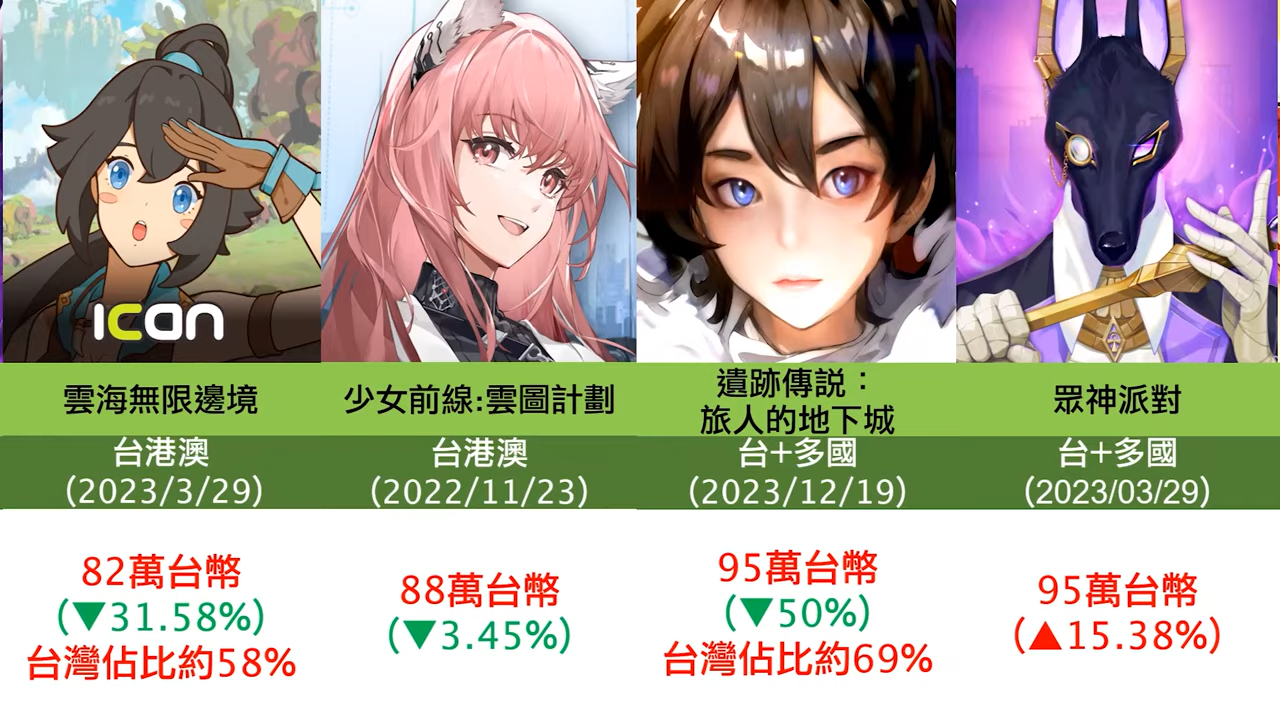 ican
雲海無限邊境
台港澳
(2023/3/29)
82萬台幣
(▼31.58%)
台灣佔比約58%
少女前線:雲圖計劃
台港澳
(2022/11/23)
88萬台幣
(▼3.45%)
遺跡傳說：
旅人的地下城
台+多國
(2023/12/19)
95萬台幣
(▼50%)
台灣佔比約69%
眾神派對
台+多國
(2023/03/29)
95萬台幣
(▲15.38%)